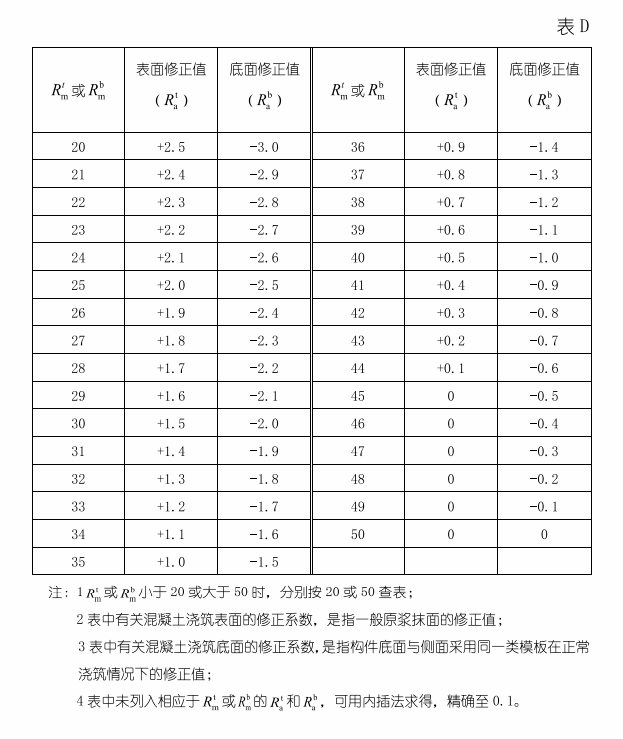 表 D
R_m^t 或 R_m^b 表面修正值 (R_a^t) 底面修正值 (R_a^b) R_m^t 或 R_m^b 表面修正值 (R_a^t) 底面修正值 (R_a^b)
20 +2.5 −3.0 36 +0.9 −1.4
21 +2.4 −2.9 37 +0.8 −1.3
22 +2.3 −2.8 38 +0.7 −1.2
23 +2.2 −2.7 39 +0.6 −1.1
24 +2.1 −2.6 40 +0.5 −1.0
25 +2.0 −2.5 41 +0.4 −0.9
26 +1.9 −2.4 42 +0.3 −0.8
27 +1.8 −2.3 43 +0.2 −0.7
28 +1.7 −2.2 44 +0.1 −0.6
29 +1.6 −2.1 45 0 −0.5
30 +1.5 −2.0 46 0 −0.4
31 +1.4 −1.9 47 0 −0.3
32 +1.3 −1.8 48 0 −0.2
33 +1.2 −1.7 49 0 −0.1
34 +1.1 −1.6 50 0 0
35 +1.0 −1.5
注：1 R_m^t 或 R_m^b 小于 20 或大于 50 时，分别按 20 或 50 查表；
2 表中有关混凝土浇筑表面的修正系数，是指一般原浆抹面的修正值；
3 表中有关混凝土浇筑底面的修正系数，是指构件底面与侧面采用同一类模板在正常
浇筑情况下的修正值；
4 表中未列入相应于 R_m^t 或 R_m^b 的 R_a^t 和 R_a^b，可用内插法求得，精确至 0.1。